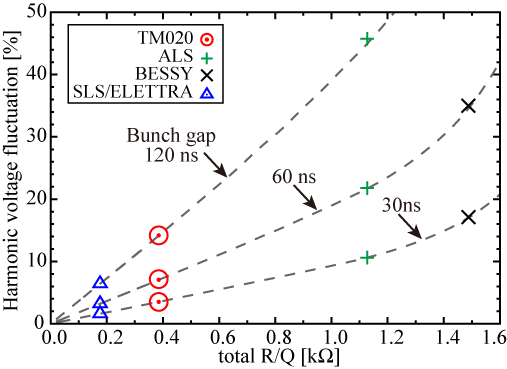 Harmonic voltage fluctuation [%]
50
40
30
20
10
0
TM020
ALS
BESSY
SLS/ELETTRA
Bunch gap
120 ns
60 ns
30ns
0.0 0.2 0.4 0.6 0.8 1.0 1.2 1.4 1.6
total R/Q [kΩ]